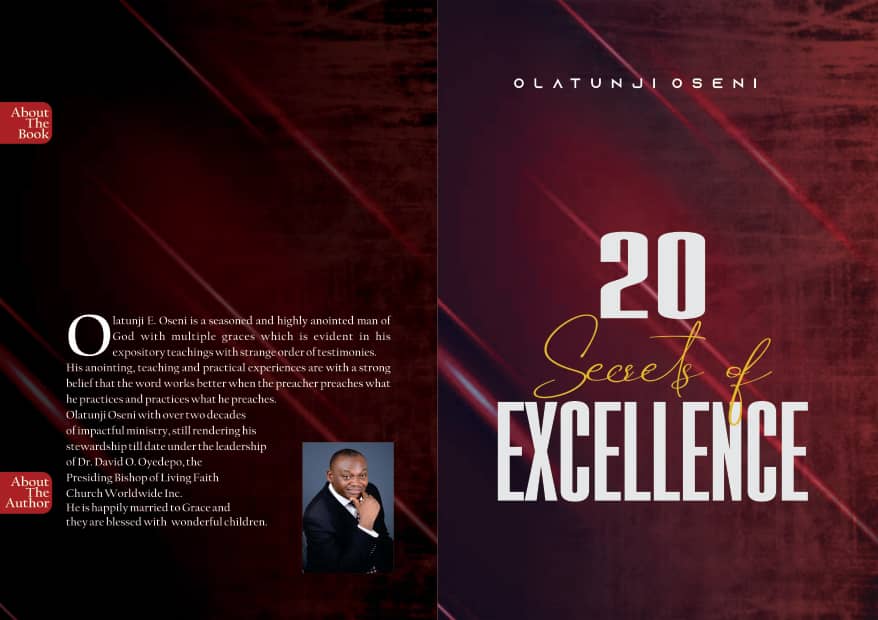 About
The
Book
Olatunji E. Oseni is a seasoned and highly anointed man of
God with multiple graces which is evident in his
expository teachings with strange order of testimonies.
His anointing, teaching and practical experiences are with a strong
belief that the word works better when the preacher preaches what
he practices and practices what he preaches.
Olatunji Oseni with over two decades
of impactful ministry, still rendering his
stewardship till date under the leadership
of Dr. David O. Oyedepo, the
Presiding Bishop of Living Faith
Church Worldwide Inc.
He is happily married to Grace and
they are blessed with wonderful children.
About
The
Author
OLATUNJI OSENI
20
Secrets of
EXCELLENCE